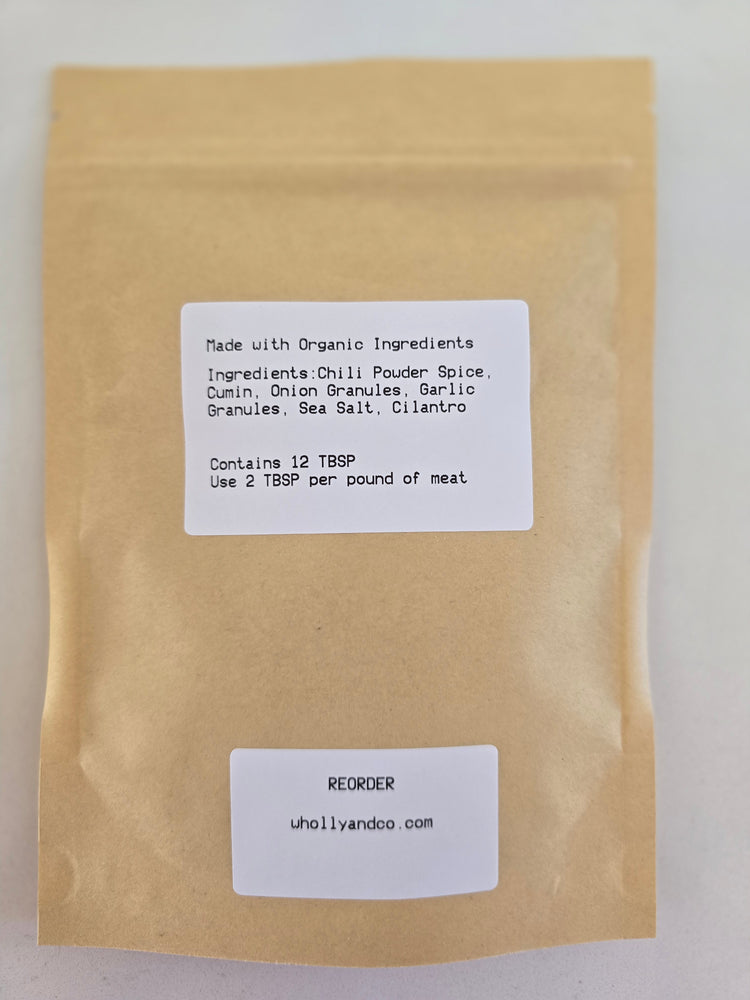 Made with Organic Ingredients
Ingredients:Chili Powder Spice,
Cumin, Onion Granules, Garlic
Granules, Sea Salt, Cilantro
Contains 12 TBSP
Use 2 TBSP per pound of meat
REORDER
whollyandco.com